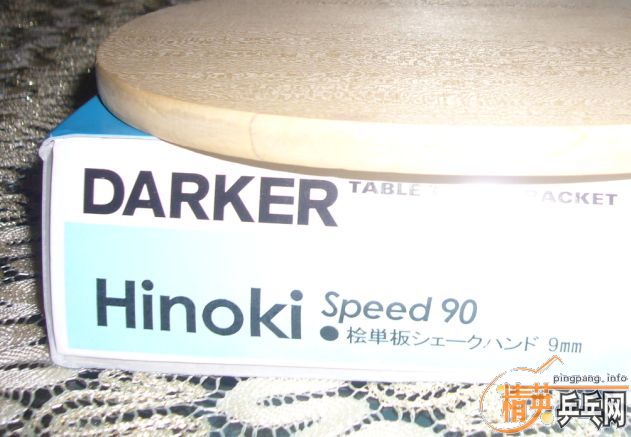 DARKER
TABLE RACKET
Hinoki Speed 90
桧単板シェークハンド 9mm
pingpang.info
精英乒乓网